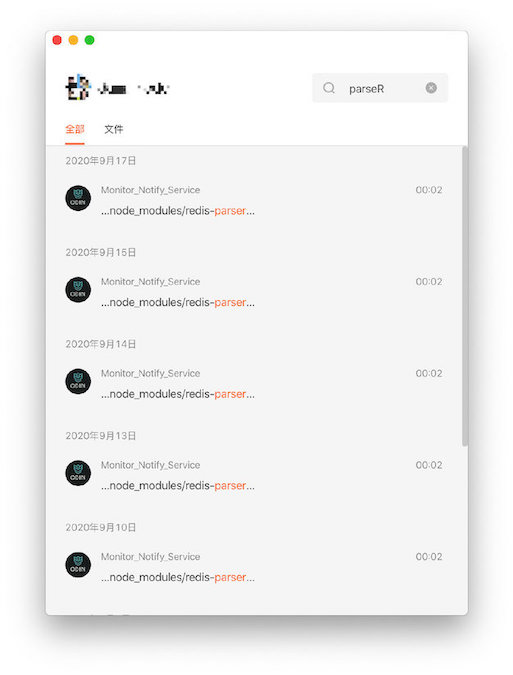 parseR
全部 文件
2020年9月17日
Monitor_Notify_Service 00:02
ODIN
...node_modules/redis-parser...
2020年9月15日
Monitor_Notify_Service 00:02
ODIN
...node_modules/redis-parser...
2020年9月14日
Monitor_Notify_Service 00:02
ODIN
...node_modules/redis-parser...
2020年9月13日
Monitor_Notify_Service 00:02
ODIN
...node_modules/redis-parser...
2020年9月10日
Monitor_Notify_Service 00:02
ODIN
...node_modules/redis-parser...